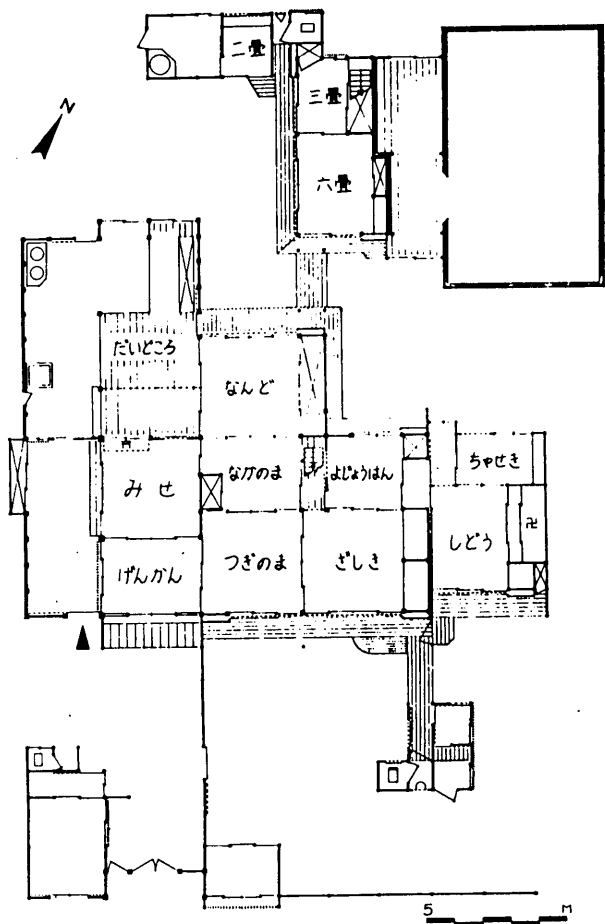 二畳
三畳
N
六畳
だいどころ
なんど
なかのま
よじょうはん
ちゃせき
みせ
しどう
卍
げんかん
つぎのま
ざしき
5 M